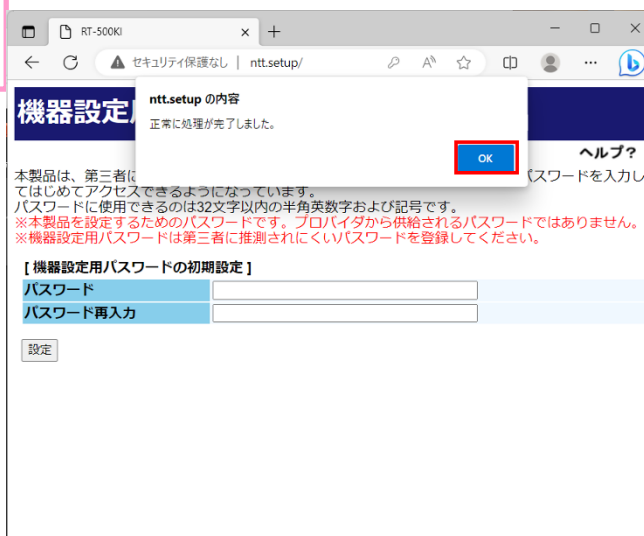 RT-500KI
セキュリティ保護なし | ntt.setup/
機器設定
ntt.setup の内容
正常に処理が完了しました。
OK
ヘルプ?
本製品は、第三者に
パスワードを入力し
てはじめてアクセスできるようになっています。
パスワードに使用できるのは32文字以内の半角英数字および記号です。
※本製品を設定するためのパスワードです。プロバイダから供給されるパスワードではありません。
※機器設定用パスワードは第三者に推測されにくいパスワードを登録してください。
[ 機器設定用パスワードの初期設定 ]
パスワード
パスワード再入力
設定